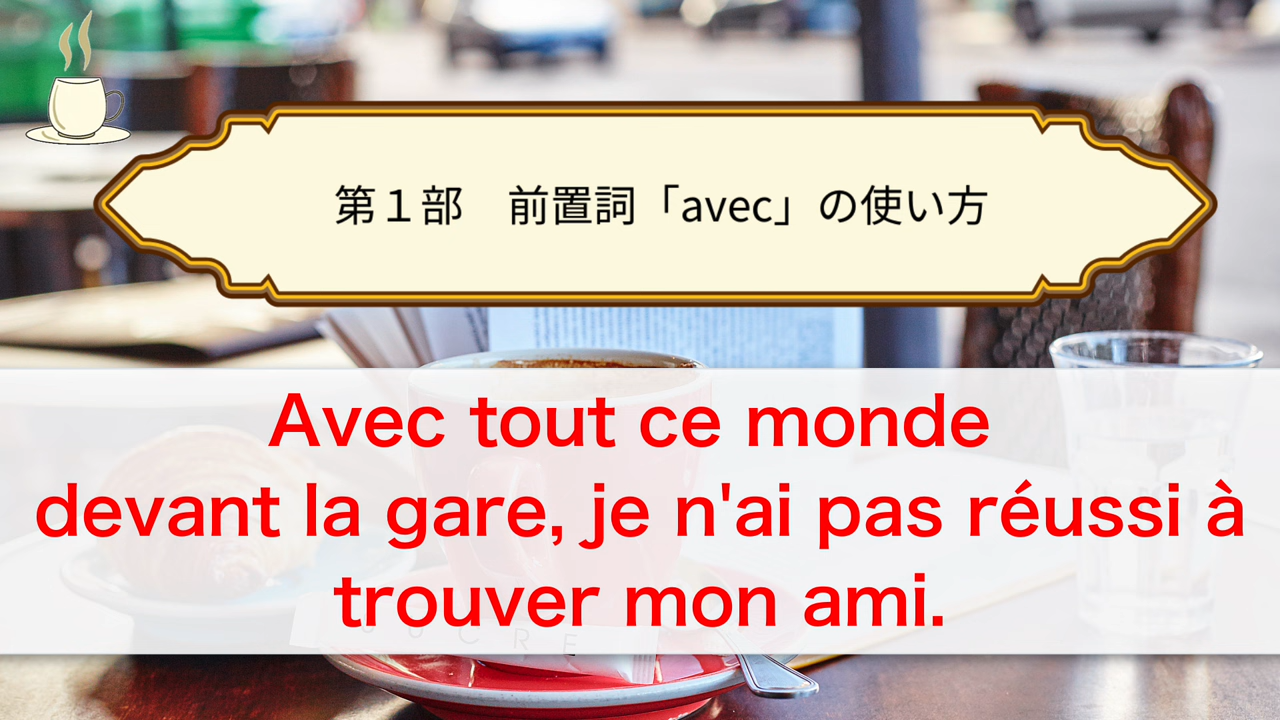 第１部　前置詞「avec」の使い方
Avec tout ce monde
devant la gare, je n'ai pas réussi à
trouver mon ami.
SUCRE